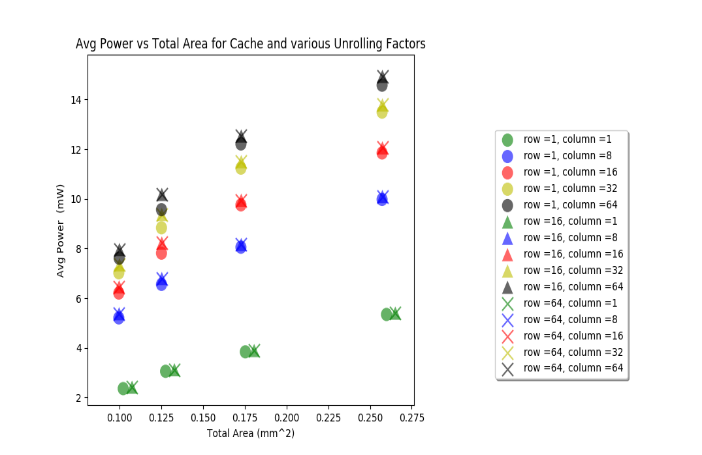 Avg Power vs Total Area for Cache and various Unrolling Factors
14
12
10
8
6
4
2
Avg Power (mW)
0.100 0.125 0.150 0.175 0.200 0.225 0.250 0.275
Total Area (mm^2)
row =1, column =1
row =1, column =8
row =1, column =16
row =1, column =32
row =1, column =64
row =16, column =1
row =16, column =8
row =16, column =16
row =16, column =32
row =16, column =64
row =64, column =1
row =64, column =8
row =64, column =16
row =64, column =32
row =64, column =64